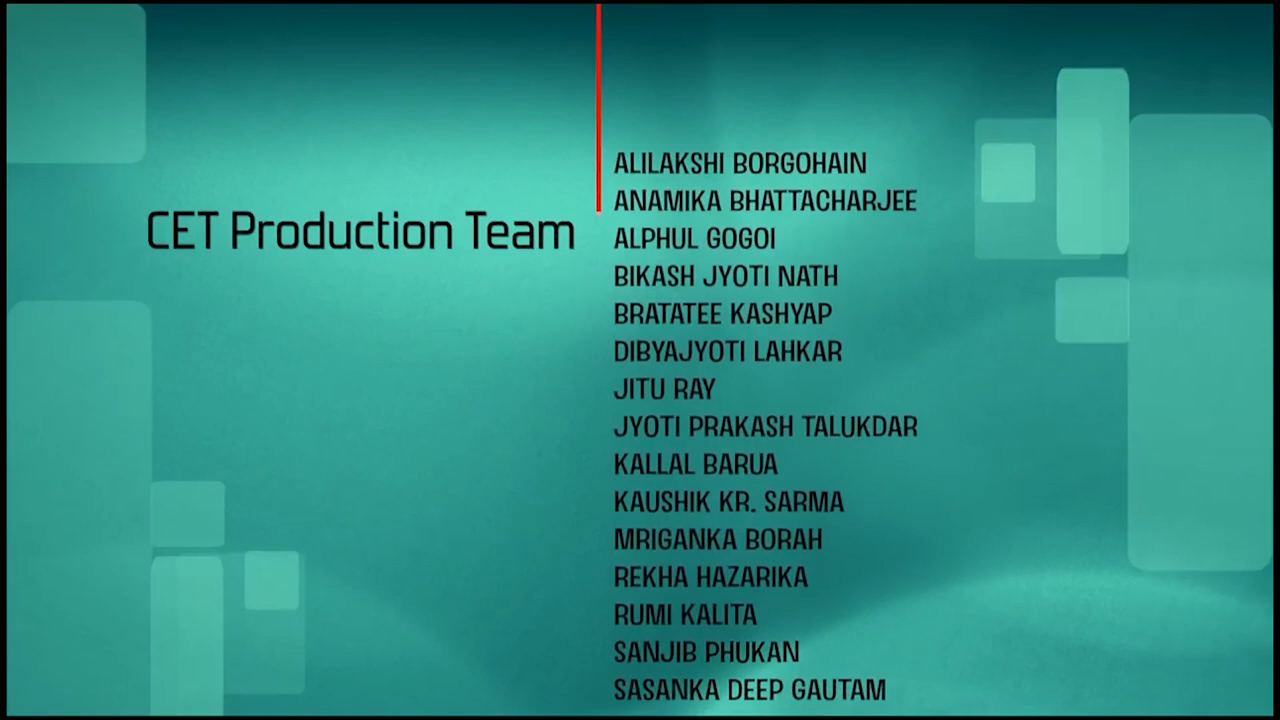 CET Production Team
ALILAKSHI BORGOHAIN
ANAMIKA BHATTACHARJEE
ALPHUL GOGOI
BIKASH JYOTI NATH
BRATATEE KASHYAP
DIBYAJYOTI LAHKAR
JITU RAY
JYOTI PRAKASH TALUKDAR
KALLAL BARUA
KAUSHIK KR. SARMA
MRIGANKA BORAH
REKHA HAZARIKA
RUMI KALITA
SANJIB PHUKAN
SASANKA DEEP GAUTAM